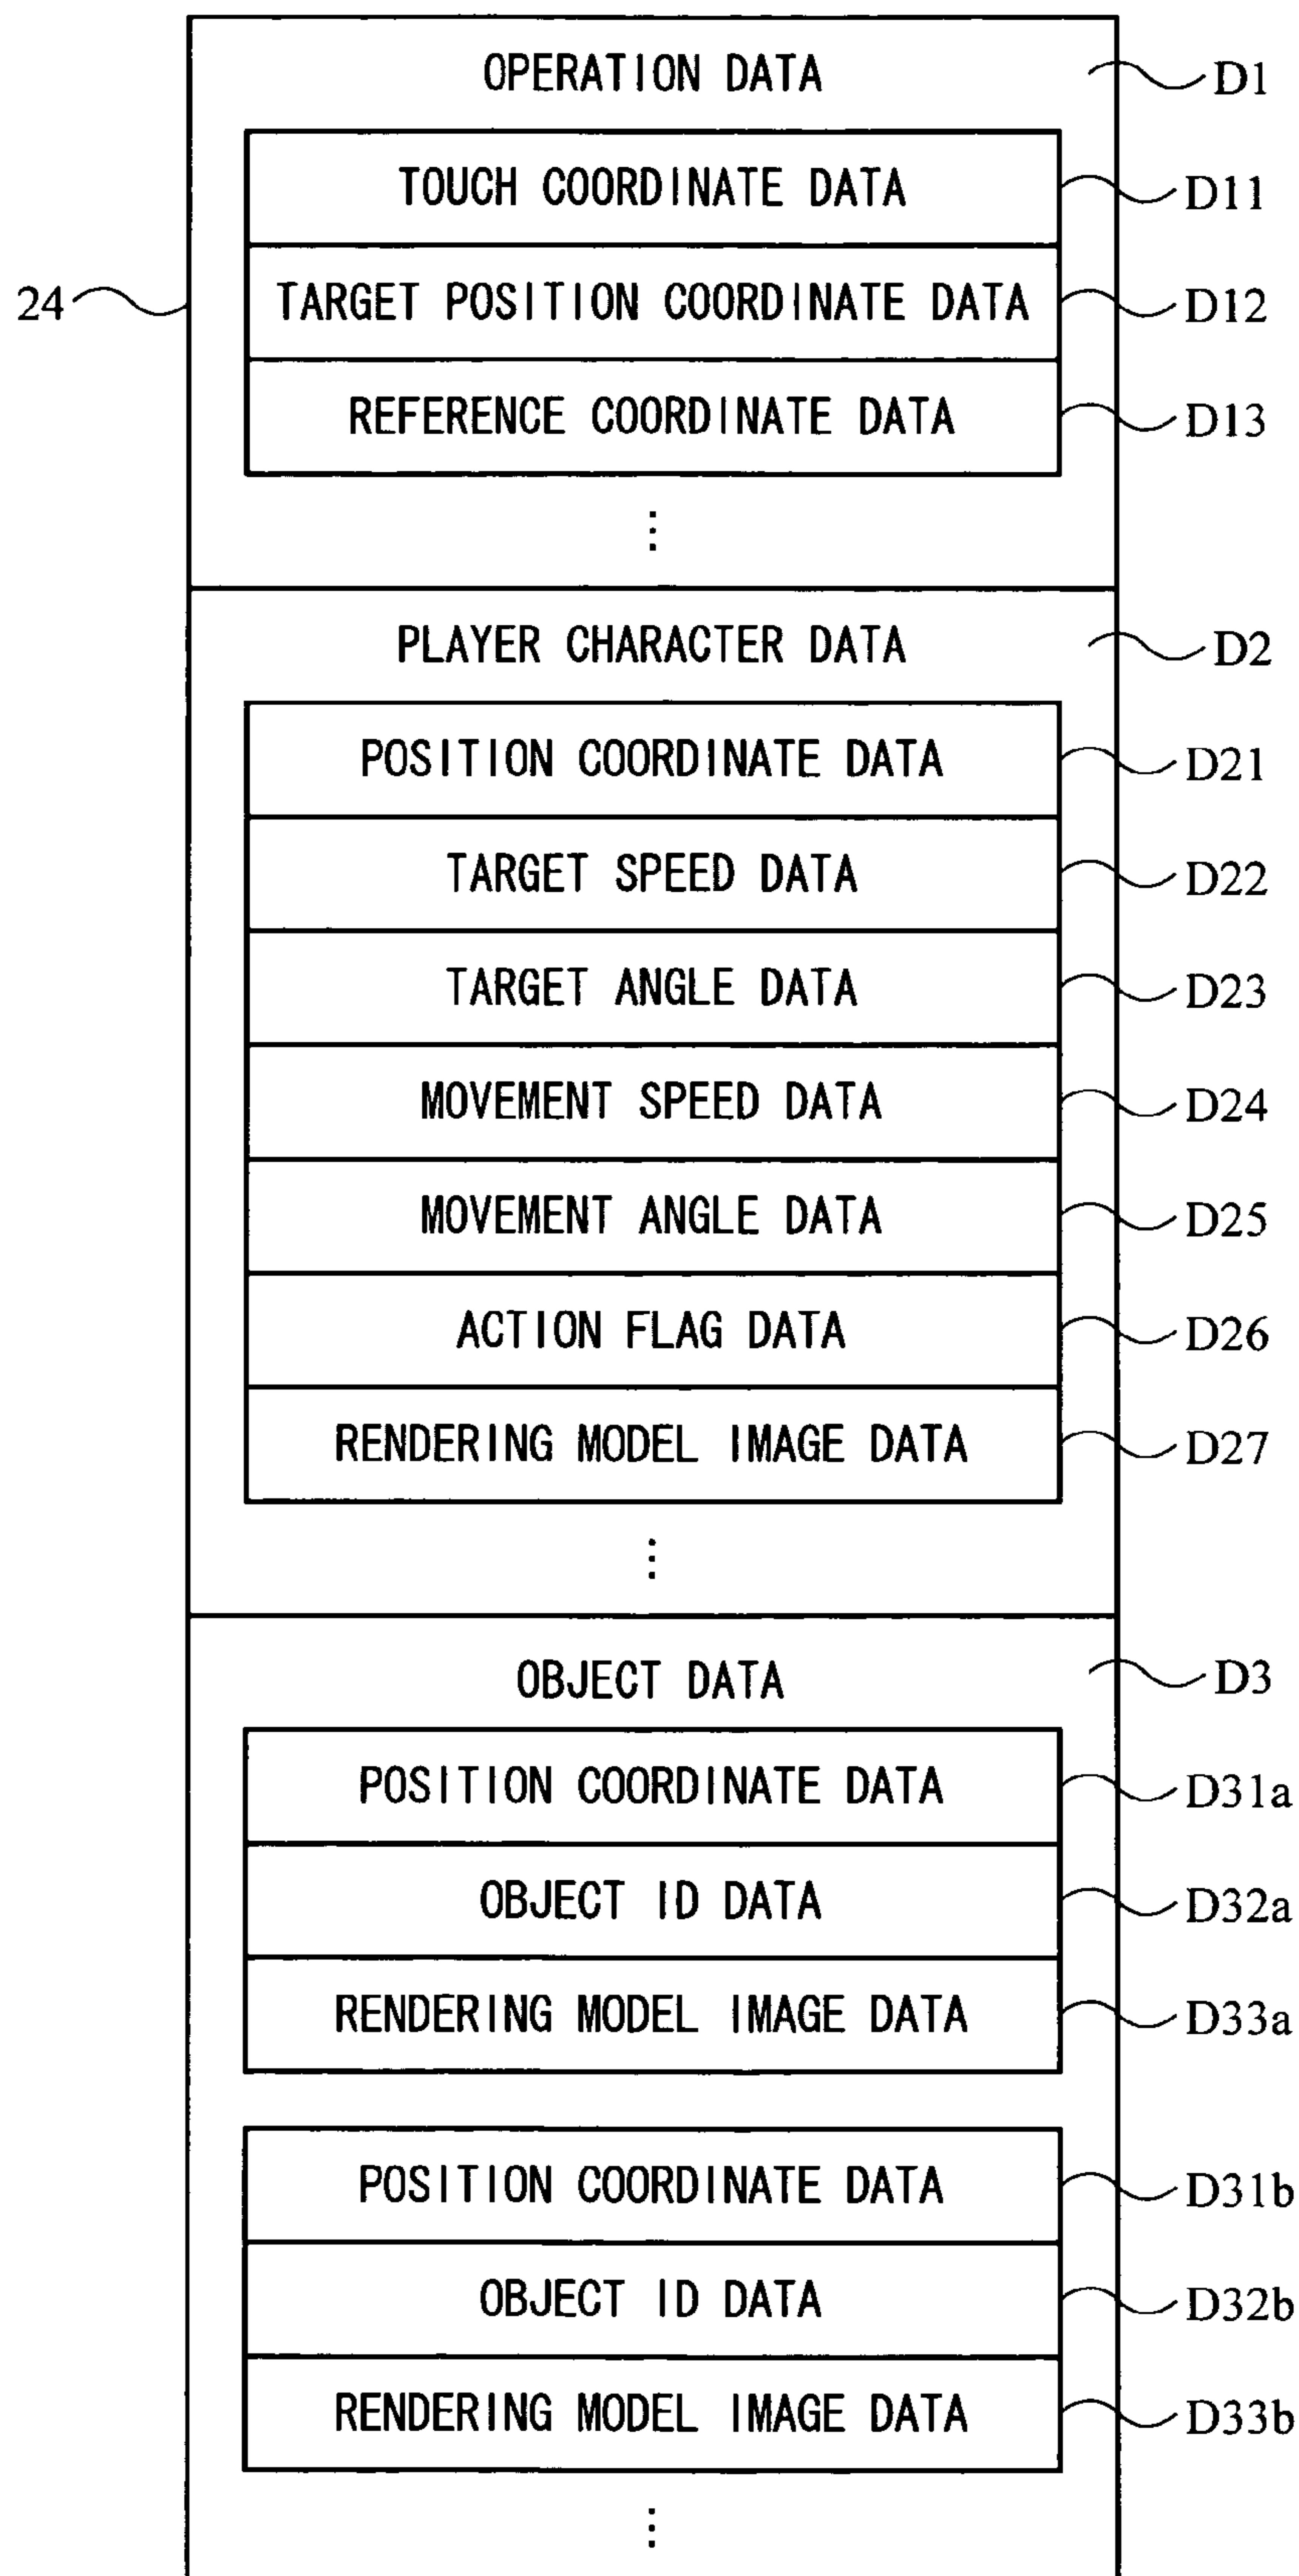 OPERATION DATA D1
TOUCH COORDINATE DATA D11
24 TARGET POSITION COORDINATE DATA D12
REFERENCE COORDINATE DATA D13
⋮
PLAYER CHARACTER DATA D2
POSITION COORDINATE DATA D21
TARGET SPEED DATA D22
TARGET ANGLE DATA D23
MOVEMENT SPEED DATA D24
MOVEMENT ANGLE DATA D25
ACTION FLAG DATA D26
RENDERING MODEL IMAGE DATA D27
⋮
OBJECT DATA D3
POSITION COORDINATE DATA D31a
OBJECT ID DATA D32a
RENDERING MODEL IMAGE DATA D33a
POSITION COORDINATE DATA D31b
OBJECT ID DATA D32b
RENDERING MODEL IMAGE DATA D33b
⋮